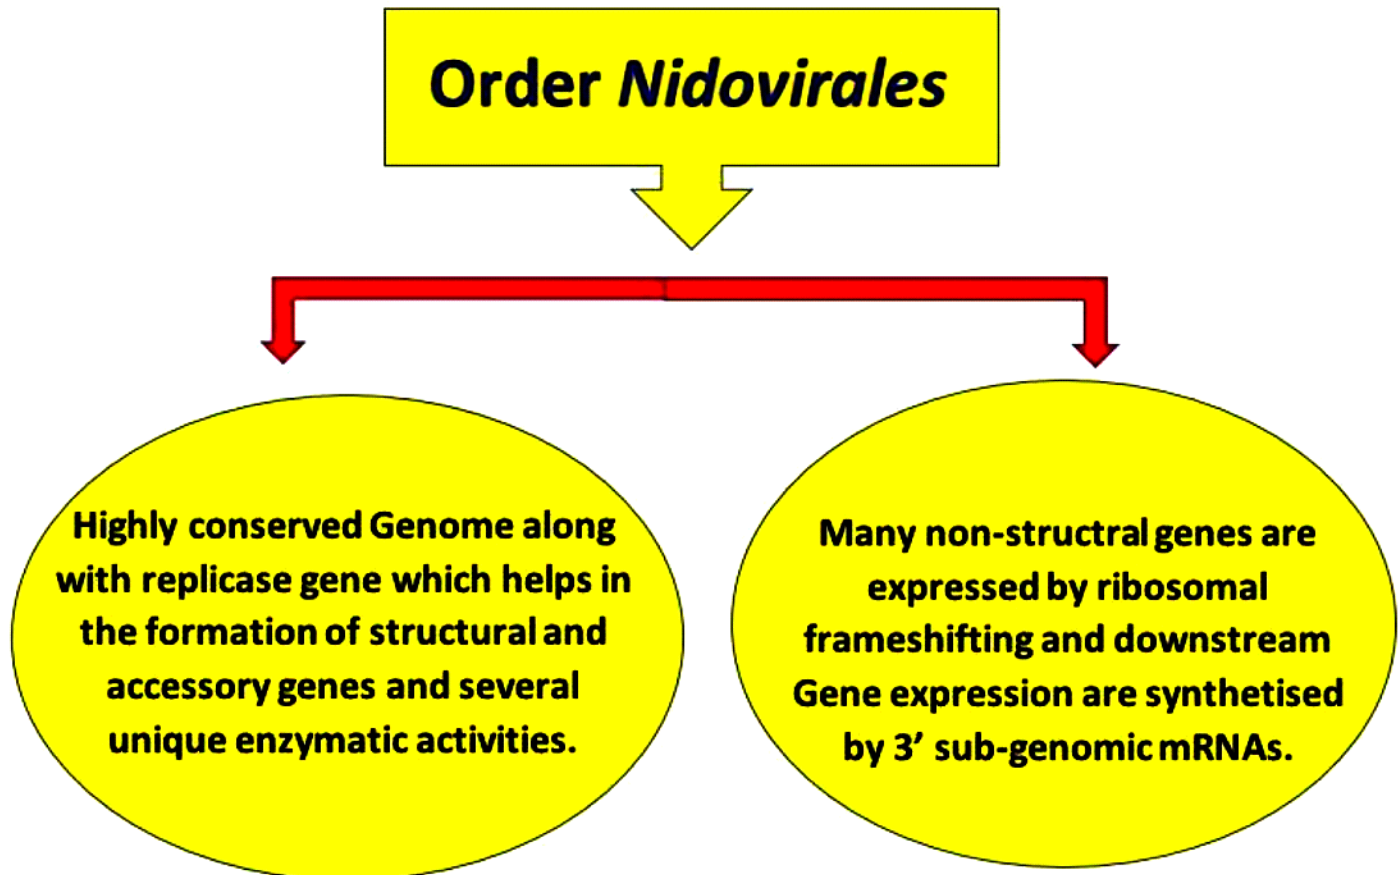 Order Nidovirales
Highly conserved Genome along
with replicase gene which helps in
the formation of structural and
accessory genes and several
unique enzymatic activities.
Many non-structral genes are
expressed by ribosomal
frameshifting and downstream
Gene expression are synthetised
by 3’ sub-genomic mRNAs.